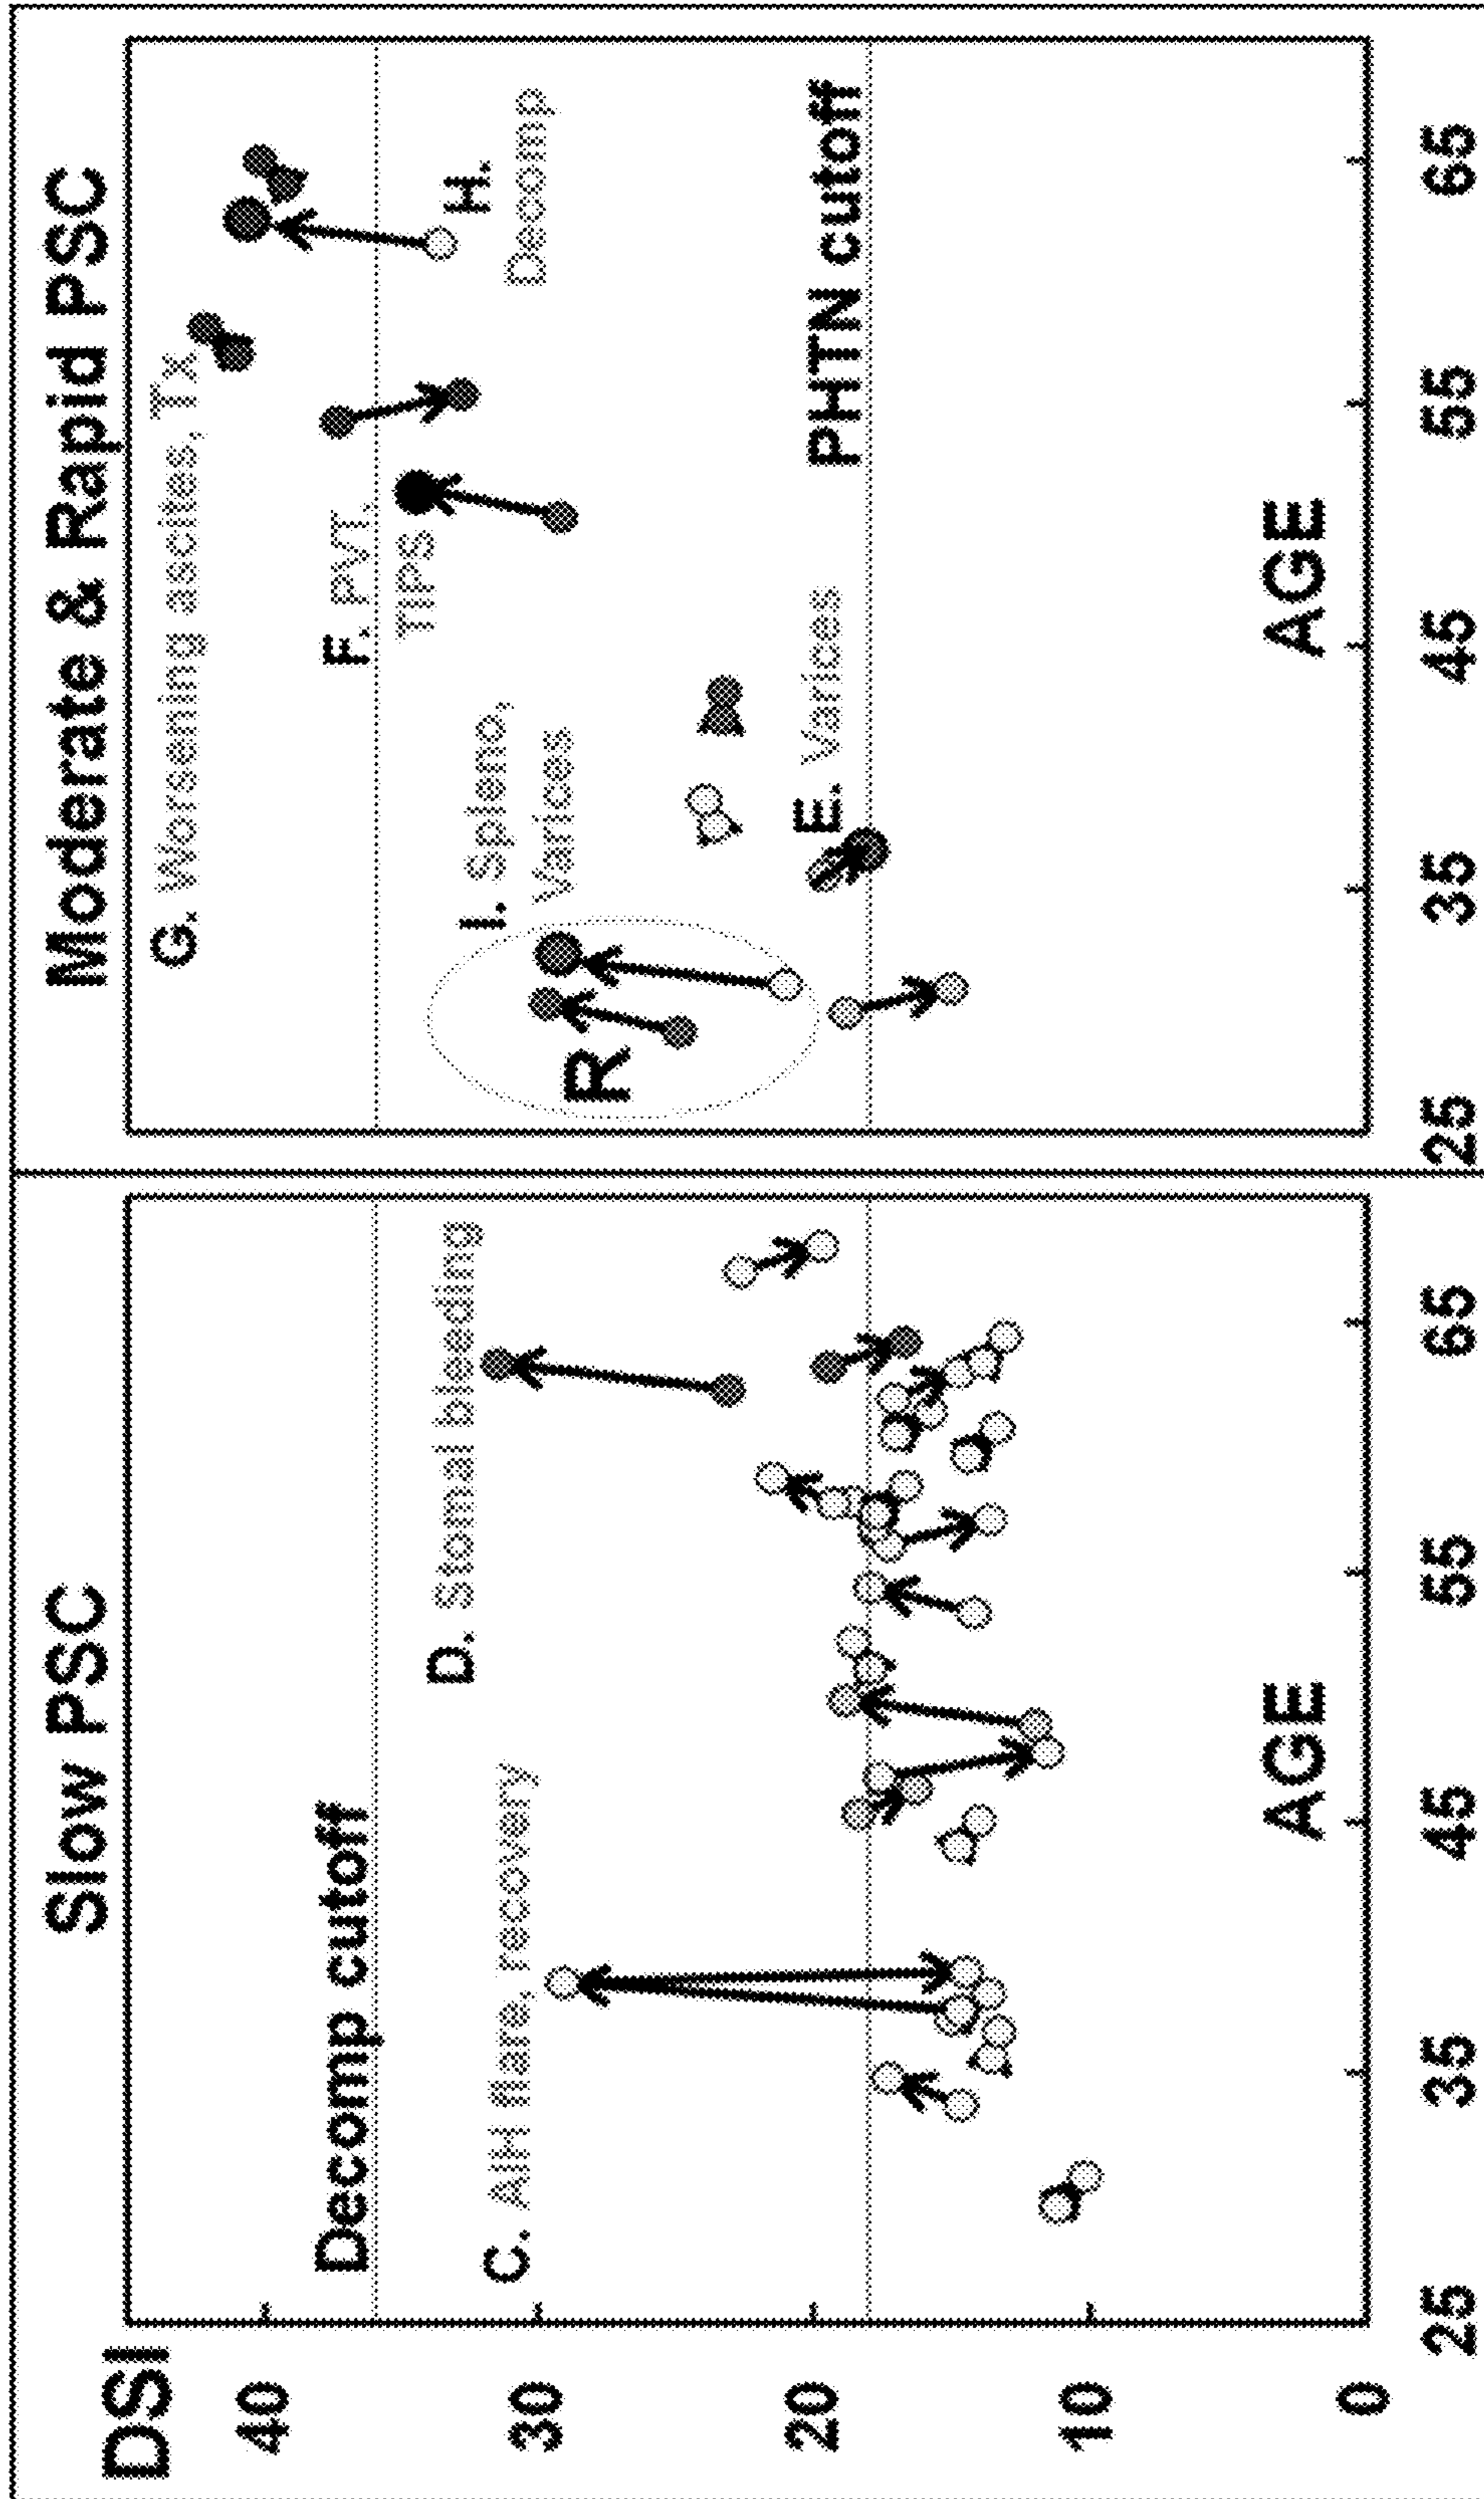 Slow PSC
DSI
40
30
20
10
0
Decomp cutoff
C. AIH flare, recovery
D. Stomal bleeding
AGE
25
35
45
55
65
Moderate & Rapid PSC
G. Worsening ascites, Tx
F. PVT,
TIPS
I. Spleno,
Varices
H.
Decomp
R
E. Varices
PHTN cutoff
AGE
25
35
45
55
65